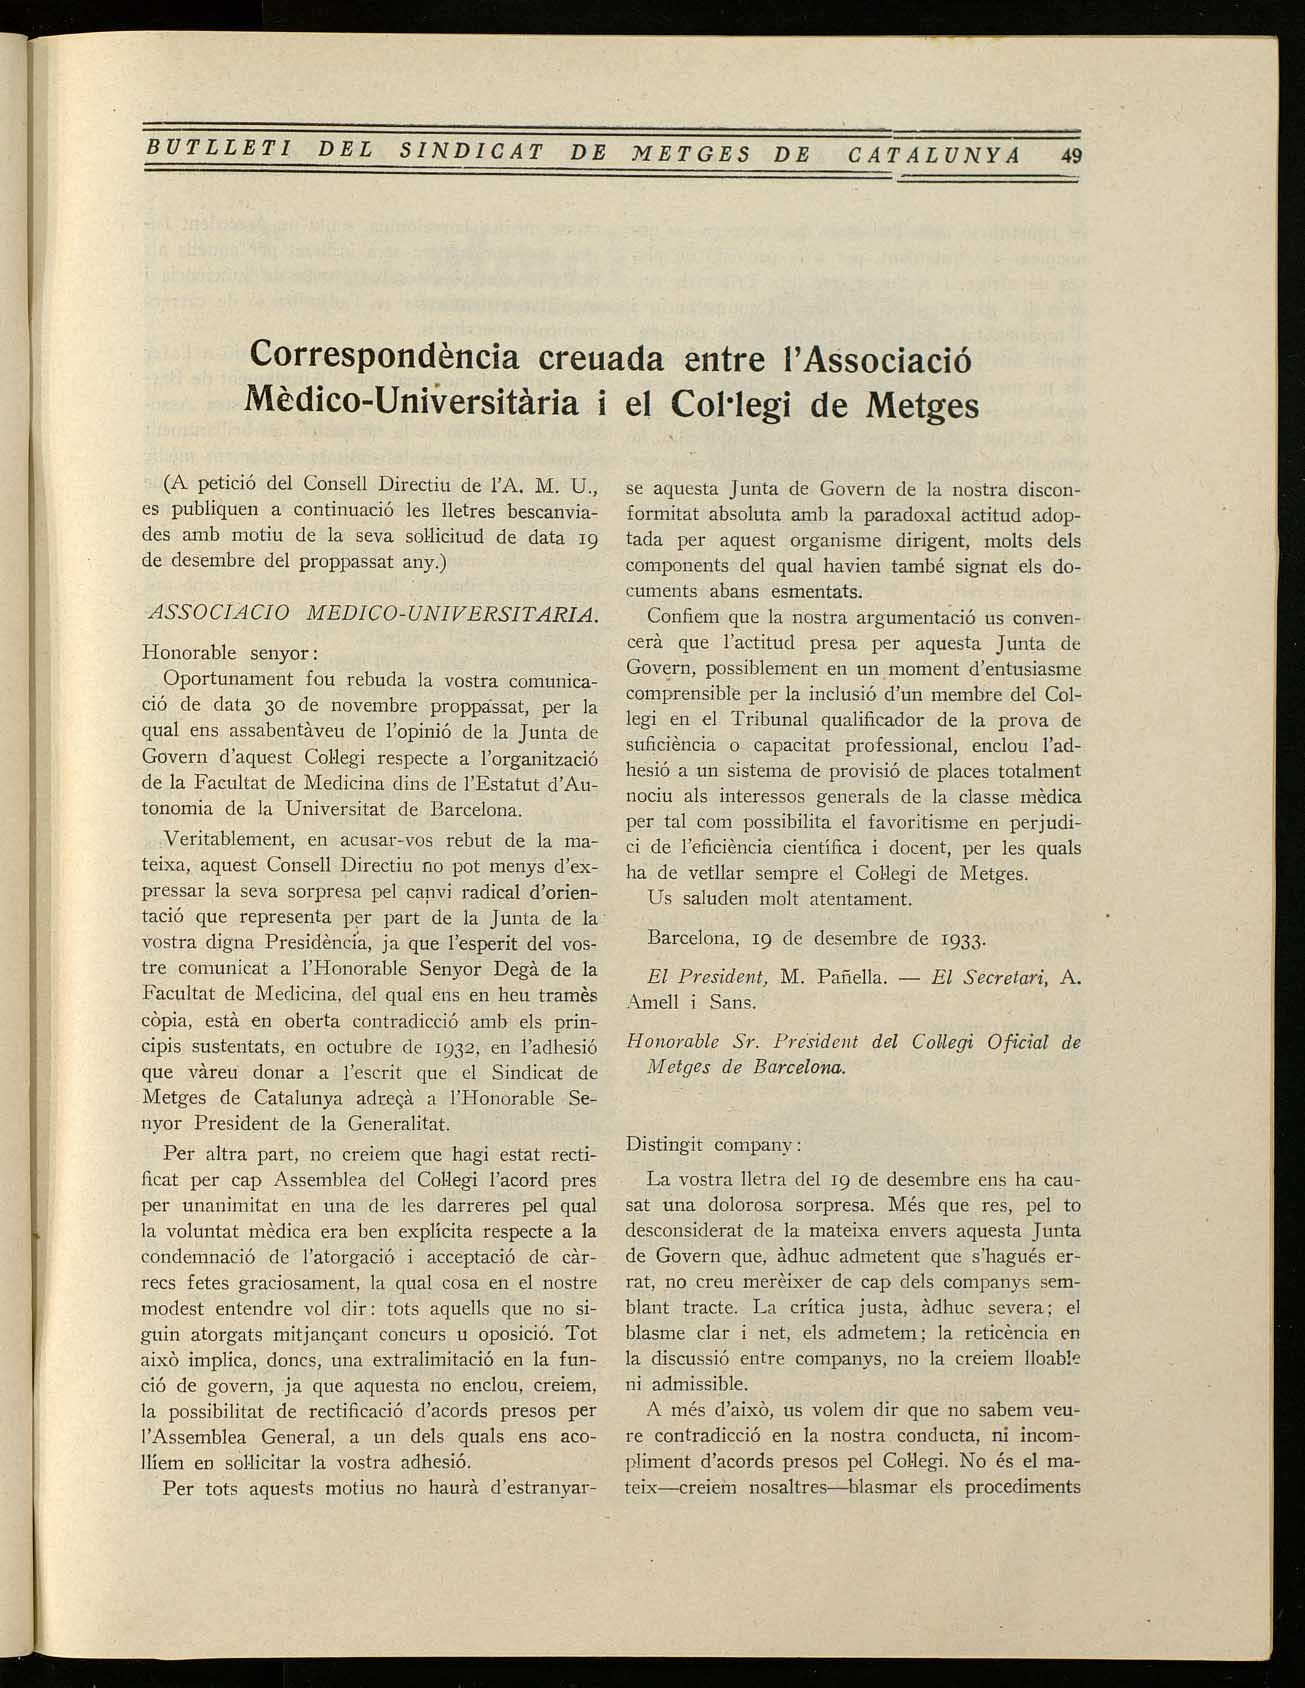 BUTLLETI DEL SINDICAT DE METGES DE CATALUNYA 49
Correspondència creuada entre l'Associació
Mèdico-Universitària i el Col·legi de Metges
(A petició del Consell Directiu de l'A. M. U.,
es publiquen a continuació les lletres bescanvia-
des amb motiu de la seva sol·licitud de data 19
de desembre del proppassat any.)
ASSOCIACIO MEDICO-UNIVERSITARIA.
Honorable senyor:
Oportunament fou rebuda la vostra comunica-
ció de data 30 de novembre proppassat, per la
qual ens assabentàveu de l'opinió de la Junta de
Govern d'aquest Col·legi respecte a l'organització
de la Facultat de Medicina dins de l'Estatut d'Au-
tonomia de la Universitat de Barcelona.
Veritablement, en acusar-vos rebut de la ma-
teixa, aquest Consell Directiu no pot menys d'ex-
pressar la seva sorpresa pel canvi radical d'orien-
tació que representa per part de la Junta de la
vostra digna Presidència, ja que l'esperit del vos-
tre comunicat a l'Honorable Senyor Degà de la
Facultat de Medicina, del qual ens en heu tramès
còpia, està en oberta contradicció amb els prin-
cipis sustentats, en octubre de 1932, en l'adhesió
que vàreu donar a l'escrit que el Sindicat de
Metges de Catalunya adreçà a l'Honorable Se-
nyor President de la Generalitat.
Per altra part, no creiem que hagi estat recti-
ficat per cap Assemblea del Col·legi l'acord pres
per unanimitat en una de les darreres pel qual
la voluntat mèdica era ben explícita respecte a la
condemnació de l'atorgació i acceptació de càr-
recs fetes graciosament, la qual cosa en el nostre
modest entendre vol dir: tots aquells que no si-
guin atorgats mitjançant concurs u oposició. Tot
això implica, doncs, una extralimitació en la fun-
ció de govern, ja que aquesta no enclou, creiem,
la possibilitat de rectificació d'acords presos per
l'Assemblea General, a un dels quals ens aco-
lliem en sol·licitar la vostra adhesió.
Per tots aquests motius no haurà d'estranyar-
se aquesta Junta de Govern de la nostra discon-
formitat absoluta amb la paradoxal actitud adop-
tada per aquest organisme dirigent, molts dels
components del qual havien també signat els do-
cuments abans esmentats.
Confiem que la nostra argumentació us conven-
cerà que l'actitud presa per aquesta Junta de
Govern, possiblement en un moment d'entusiasme
comprensible per la inclusió d'un membre del Col-
legi en el Tribunal qualificador de la prova de
suficiència o capacitat professional, enclou l'ad-
hesió a un sistema de provisió de places totalment
nociu als interessos generals de la classe mèdica
per tal com possibilita el favoritisme en perjudi-
ci de l'eficiència científica i docent, per les quals
ha de vetllar sempre el Col·legi de Metges.
Us saluden molt atentament.
Barcelona, 19 de desembre de 1933.
El President, M. Pañella. — El Secretari, A.
Amell i Sans.
Honorable Sr. President del Col·legi Oficial de
Metges de Barcelona.
Distingit company:
La vostra lletra del 19 de desembre ens ha cau-
sat una dolorosa sorpresa. Més que res, pel to
desconsiderat de la mateixa envers aquesta Junta
de Govern que, àdhuc admetent que s'hagués er-
rat, no creu merèixer de cap dels companys sem-
blant tracte. La crítica justa, àdhuc severa; el
blasme clar i net, els admetem; la reticència en
la discussió entre companys, no la creiem lloable
ni admissible.
A més d'això, us volem dir que no sabem veu-
re contradicció en la nostra conducta, ni incom-
pliment d'acords presos pel Col·legi. No és el ma-
teix—creiem nosaltres—blasmar els procediments